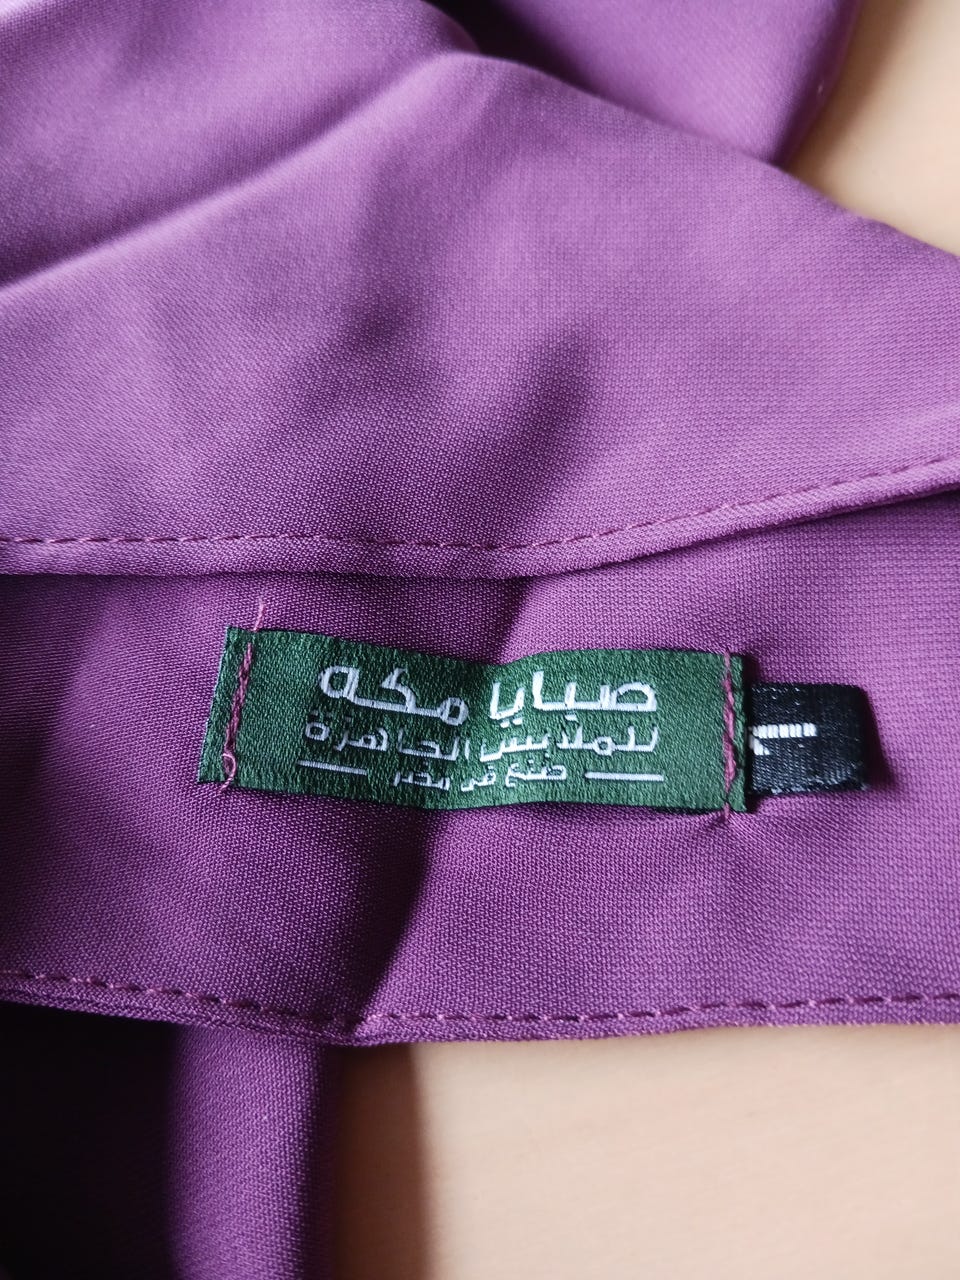 صبايا مكه
للملابس الجاهزة
صنع في مصر